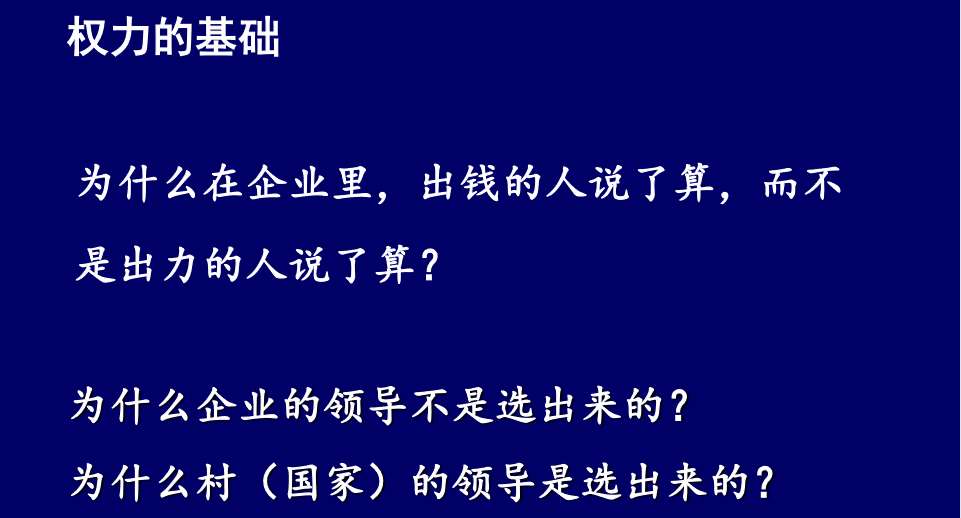 权力的基础
为什么在企业里，出钱的人说了算，而不
是出力的人说了算？
为什么企业的领导不是选出来的？
为什么村（国家）的领导是选出来的？